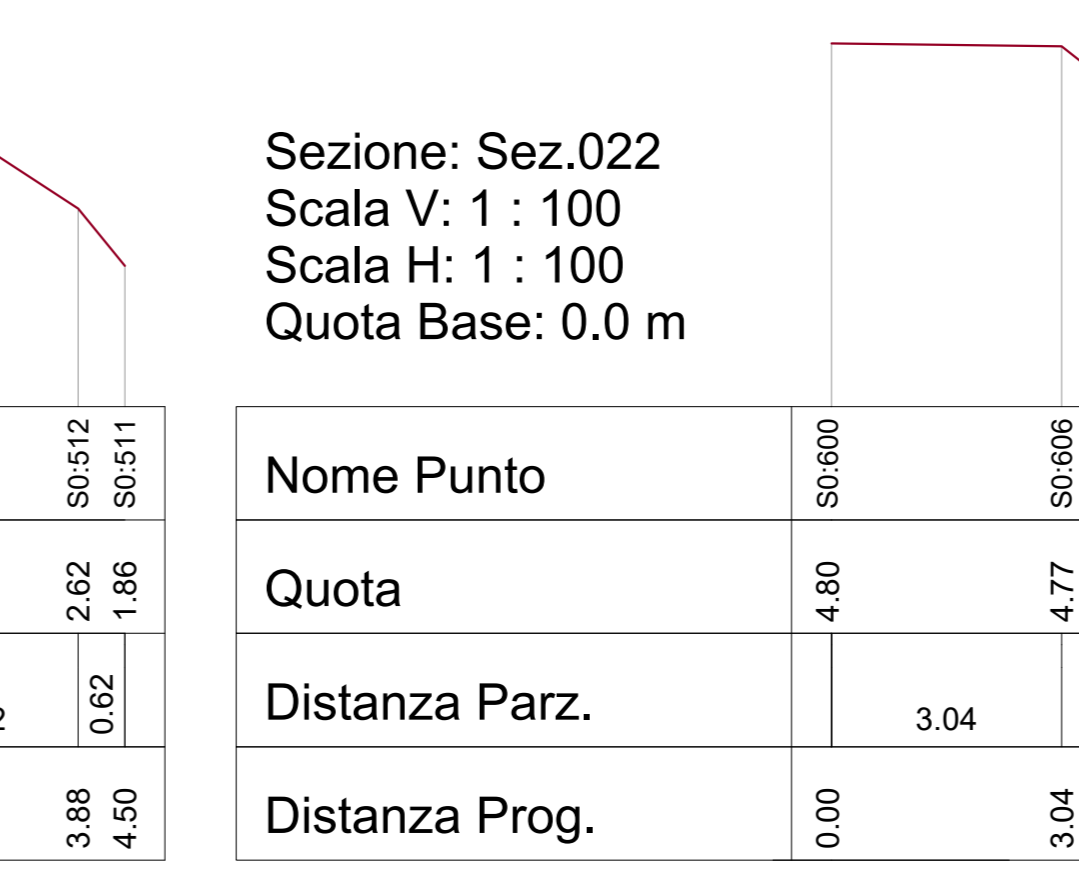 Sezione: Sez.022
Scala V: 1 : 100
Scala H: 1 : 100
Quota Base: 0.0 m
S0:512 S0:511
2.62 1.86
0.62
3.88 4.50
Nome Punto S0:600 S0:606
Quota 4.80 4.77
Distanza Parz. 3.04
Distanza Prog. 0.00 3.04